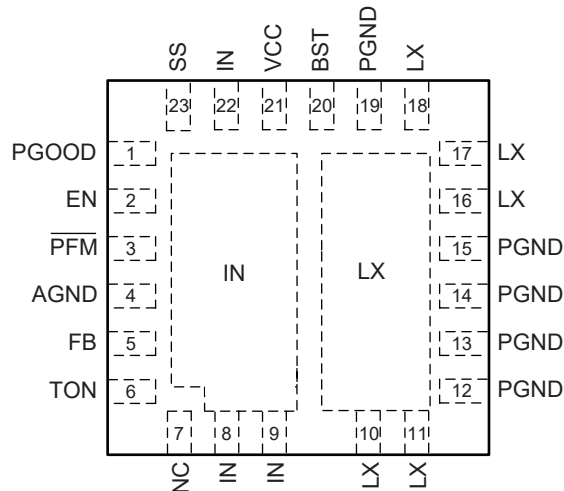 SS IN VCC BST PGND LX
23 22 21 20 19 18
PGOOD 1 17 LX
EN 2 16 LX
PFM 3 15 PGND
IN LX
AGND 4 14 PGND
FB 5 13 PGND
TON 6 12 PGND
7 8 9 10 11
NC IN IN LX LX